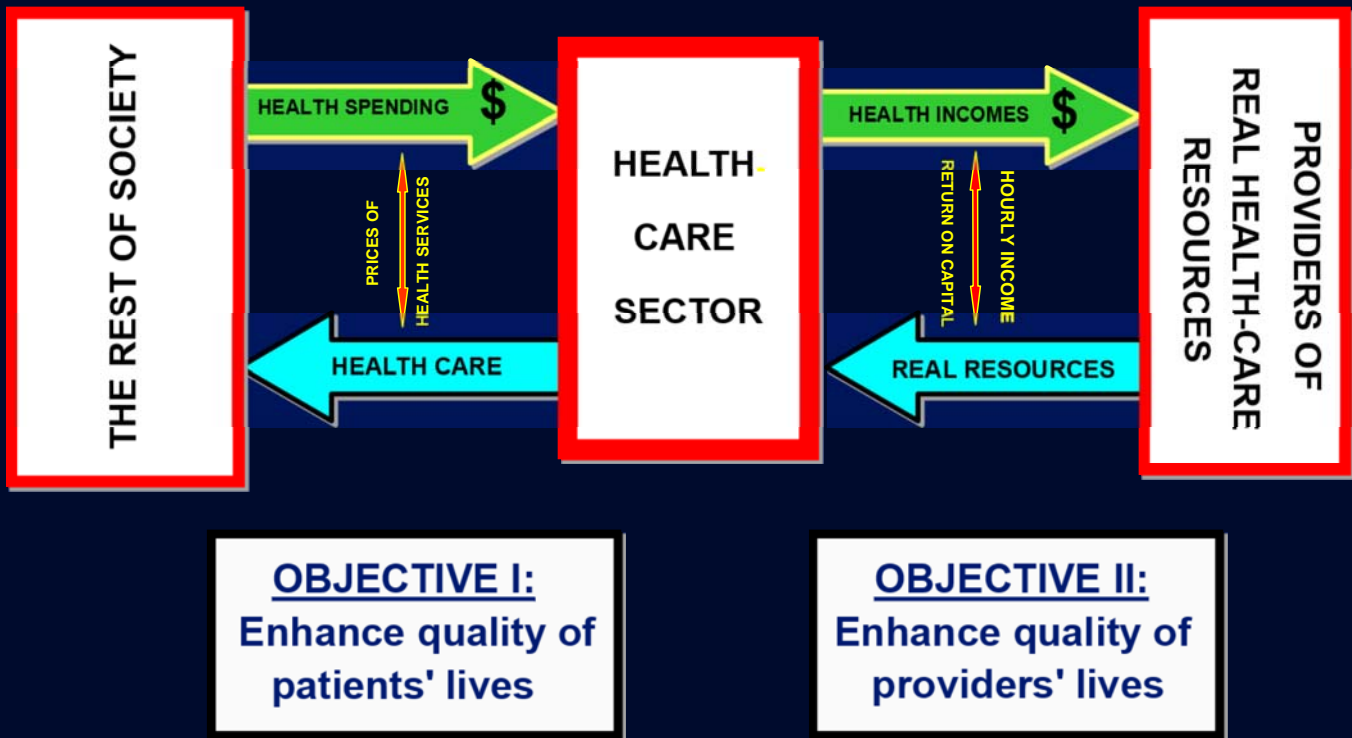 THE REST OF SOCIETY
HEALTH SPENDING $
PRICES OF
HEALTH SERVICES
HEALTH CARE
HEALTH-
CARE
SECTOR
HEALTH INCOMES $
RETURN ON CAPITAL
HOURLY INCOME
REAL RESOURCES
PROVIDERS OF
REAL HEALTH-CARE
RESOURCES
OBJECTIVE I:
Enhance quality of
patients' lives
OBJECTIVE II:
Enhance quality of
providers' lives